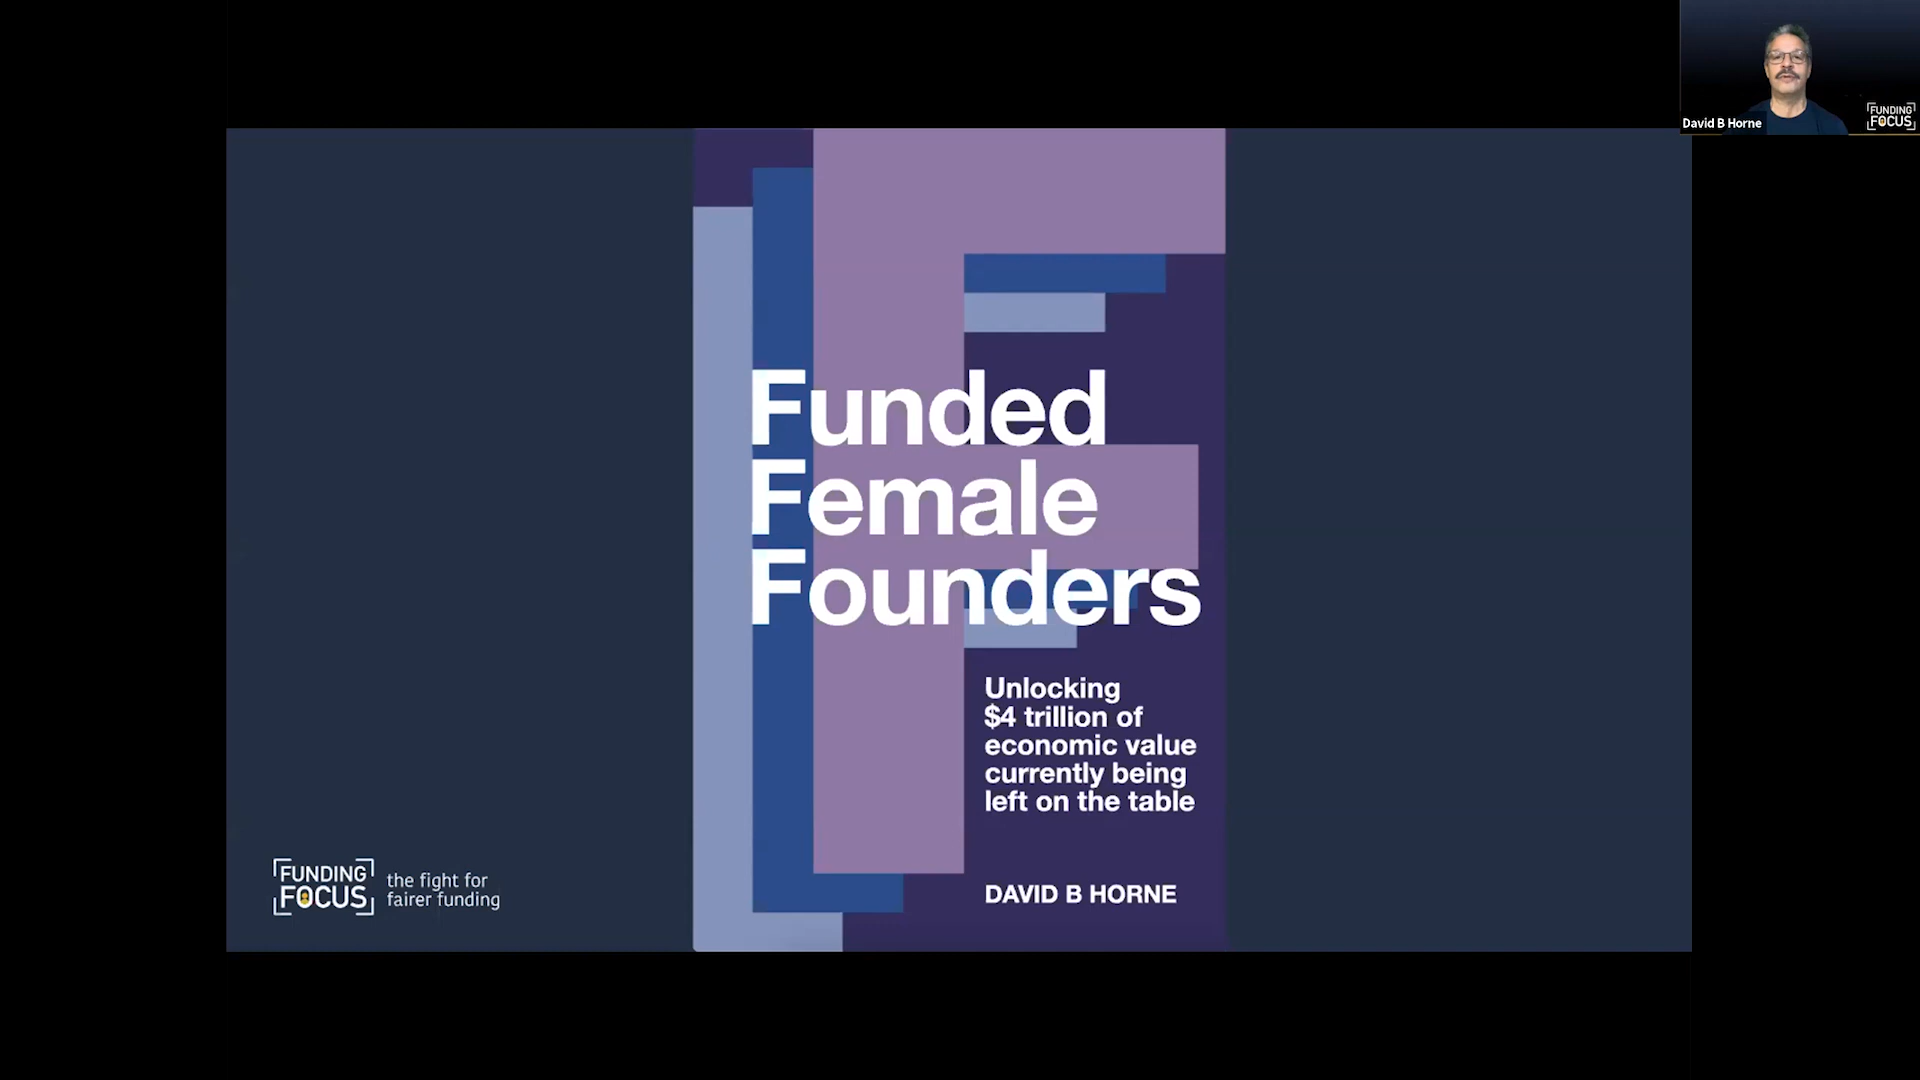 David B Horne
FUNDING
FOCUS
Funded
Female
Founders
Unlocking
$4 trillion of
economic value
currently being
left on the table
DAVID B HORNE
FUNDING
FOCUS
the fight for
fairer funding